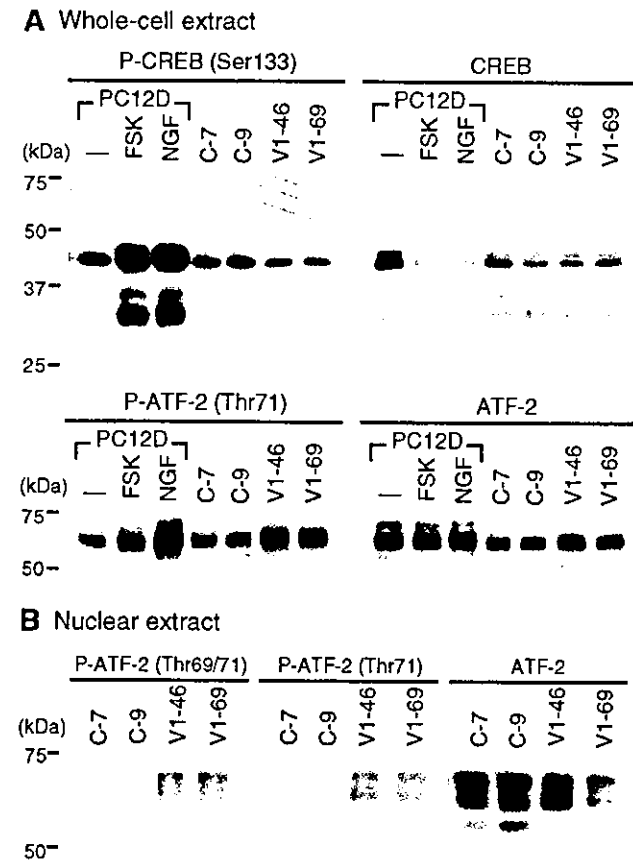 A Whole-cell extract
P-CREB (Ser133) CREB
PC12D PC12D
(kDa) — FSK NGF C-7 C-9 V1-46 V1-69 — FSK NGF C-7 C-9 V1-46 V1-69
75
50
37
25
P-ATF-2 (Thr71) ATF-2
PC12D PC12D
(kDa) — FSK NGF C-7 C-9 V1-46 V1-69 — FSK NGF C-7 C-9 V1-46 V1-69
75
50
B Nuclear extract
P-ATF-2 (Thr69/71) P-ATF-2 (Thr71) ATF-2
(kDa) C-7 C-9 V1-46 V1-69 C-7 C-9 V1-46 V1-69 C-7 C-9 V1-46 V1-69
75
50